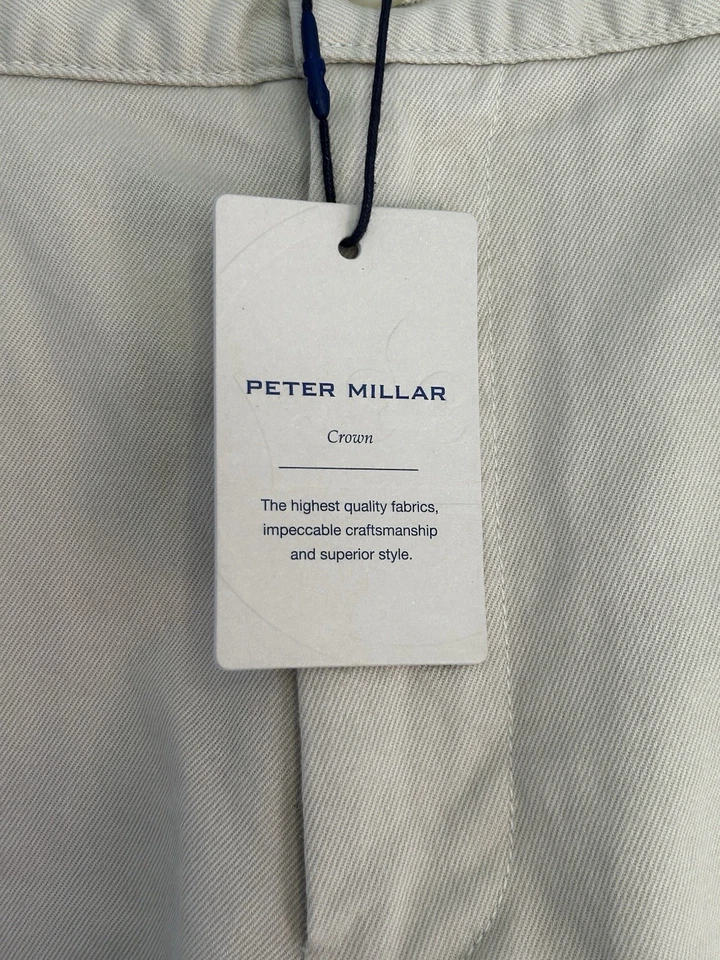 PETER MILLAR
Crown
The highest quality fabrics,
impeccable craftsmanship
and superior style.